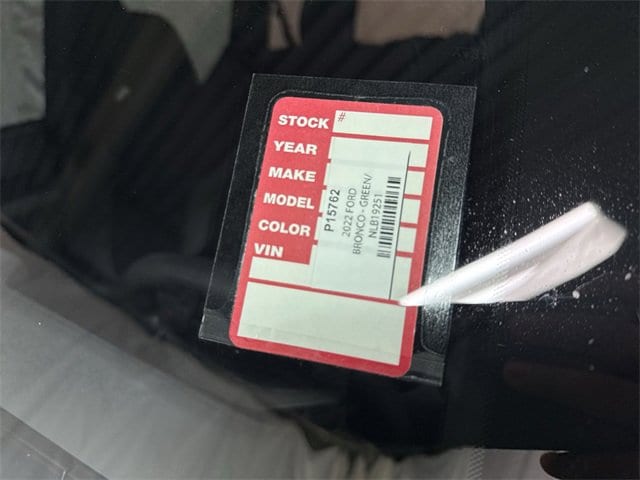 STOCK #
YEAR
MAKE
MODEL
COLOR
VIN
P15762
2022 FORD
BRONCO - GREEN/
NLB19251